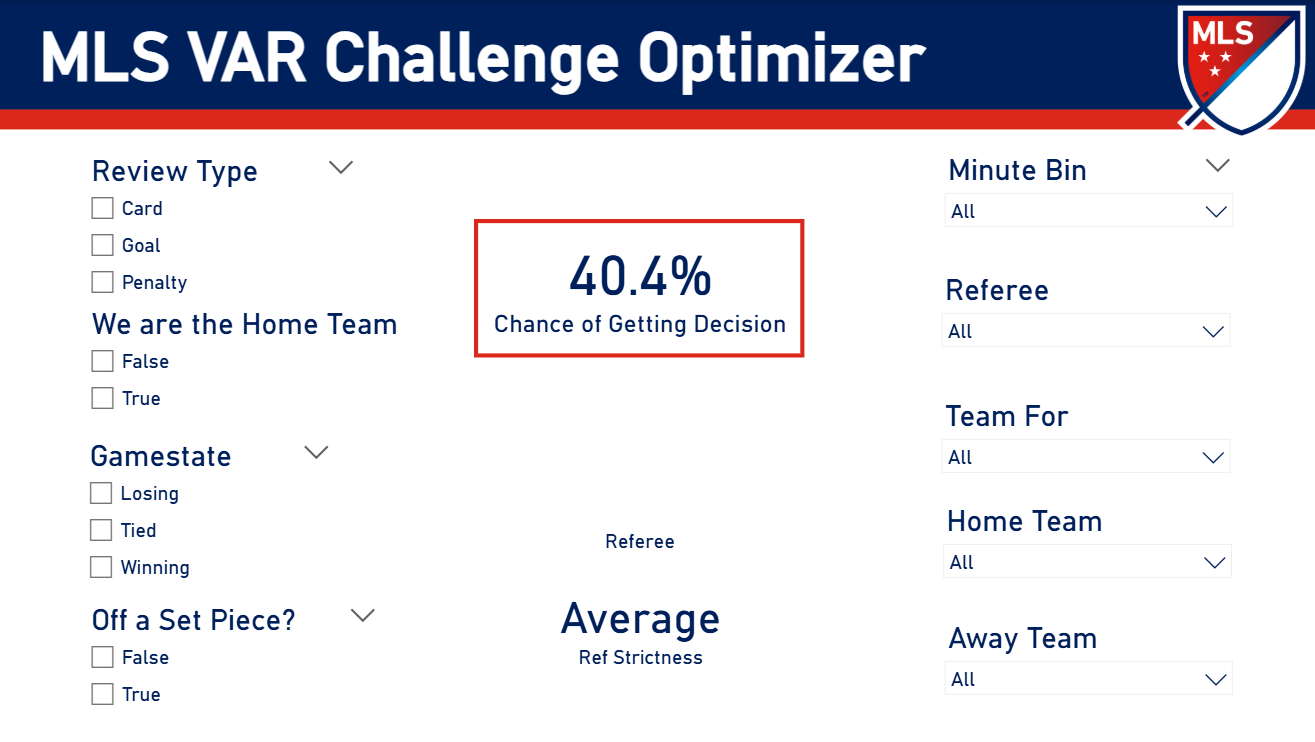 MLS VAR Challenge Optimizer
MLS
Review Type
Card
Goal
Penalty
We are the Home Team
False
True
Gamestate
Losing
Tied
Winning
Off a Set Piece?
False
True
40.4%
Chance of Getting Decision
Referee
Average
Ref Strictness
Minute Bin
All
Referee
All
Team For
All
Home Team
All
Away Team
All